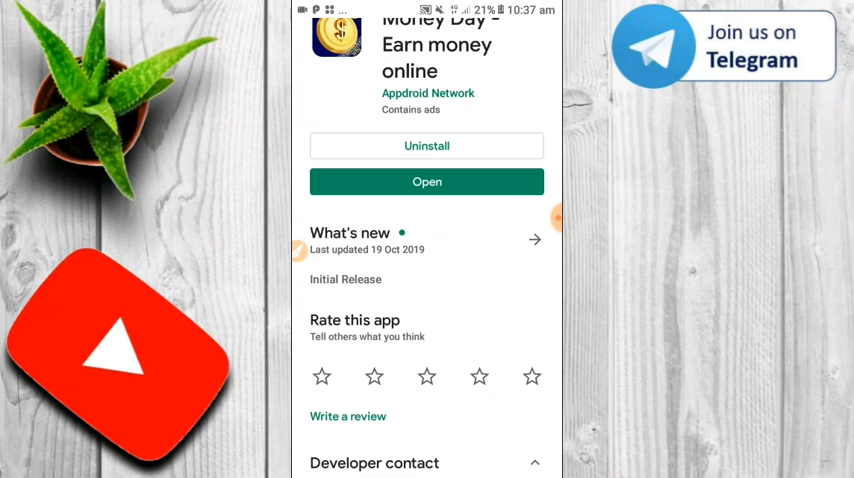 21% 10:37 am
Money Day -
Earn money
online
Appdroid Network
Contains ads
Uninstall
Open
What's new
Last updated 19 Oct 2019
Initial Release
Rate this app
Tell others what you think
Write a review
Developer contact
Join us on
Telegram